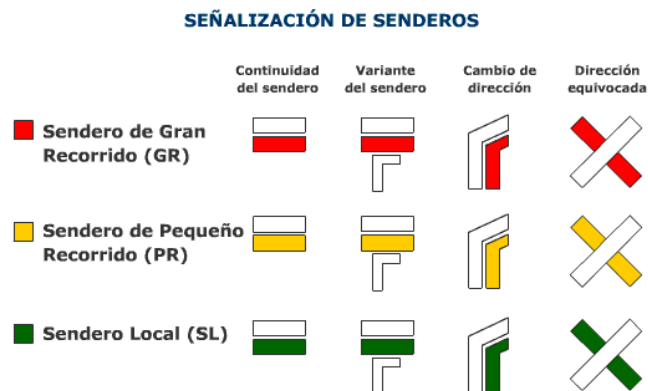 SEÑALIZACIÓN DE SENDEROS
Continuidad
del sendero
Variante
del sendero
Cambio de
dirección
Dirección
equivocada
Sendero de Gran
Recorrido (GR)
Sendero de Pequeño
Recorrido (PR)
Sendero Local (SL)